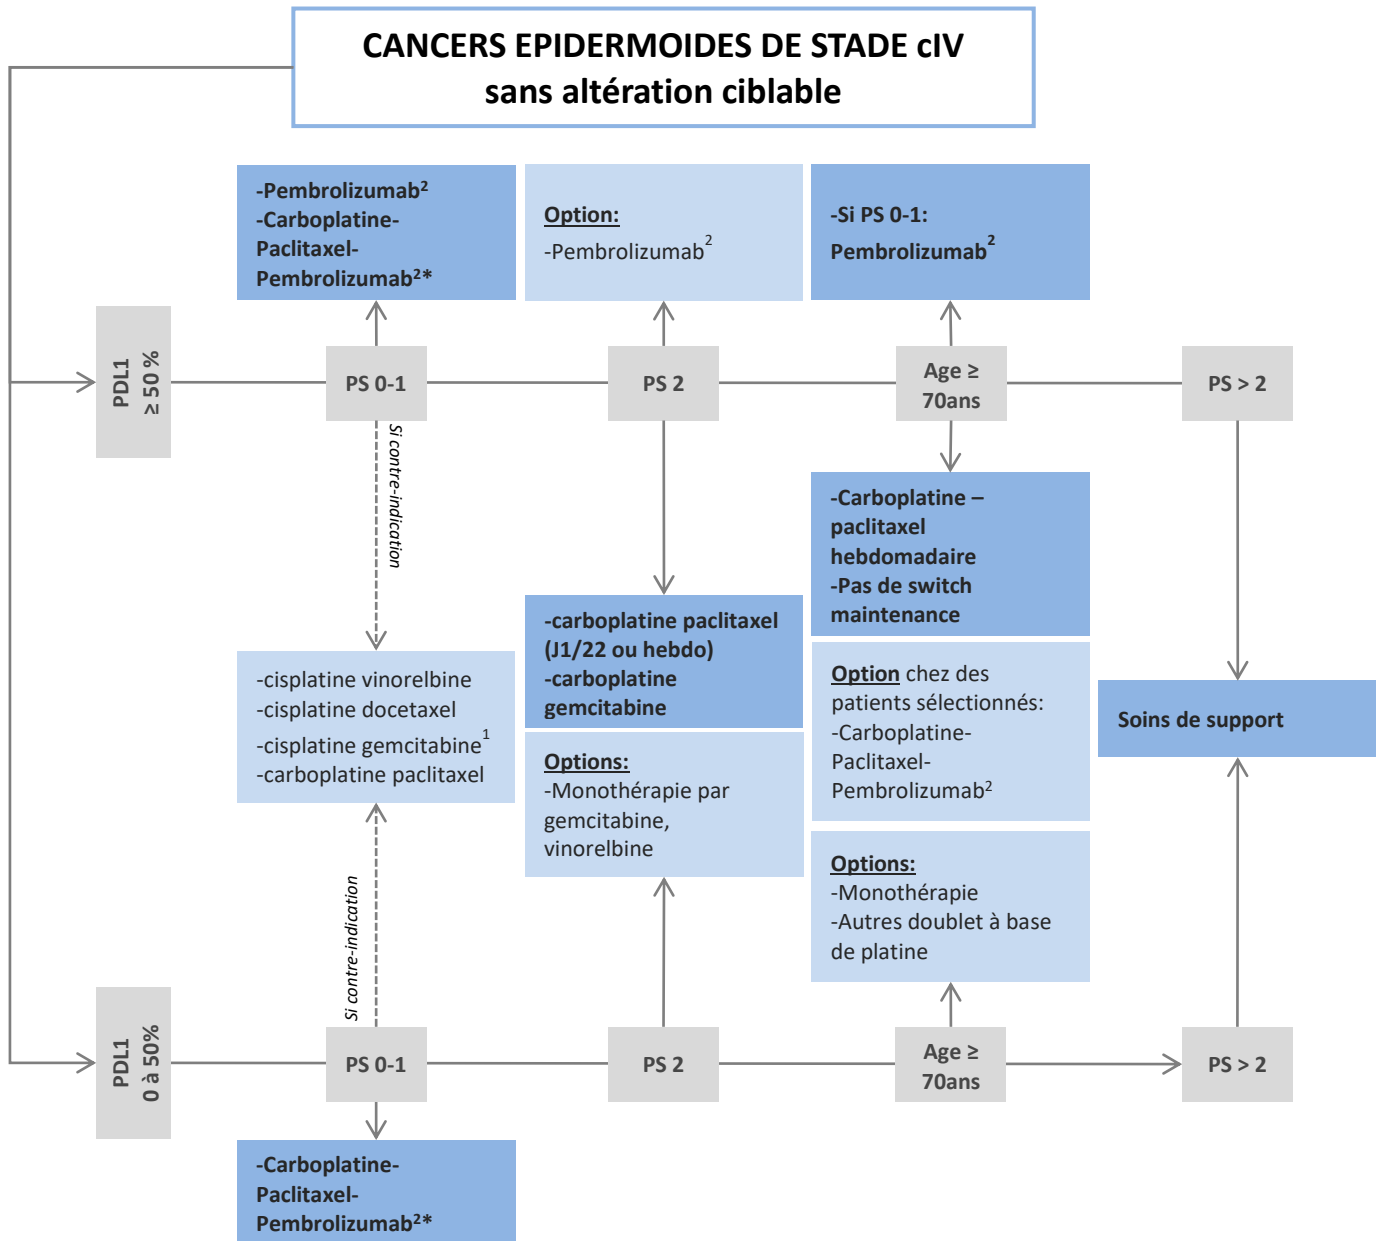 CANCERS EPIDERMOIDES DE STADE cIV
sans altération ciblable
-Pembrolizumab²
-Carboplatine-
Paclitaxel-
Pembrolizumab²*
Option:
-Pembrolizumab²
-Si PS 0-1:
Pembrolizumab²
PDL1
≥ 50 %
PS 0-1
PS 2
Age ≥
70ans
PS > 2
Si contre-indication
-Carboplatine –
paclitaxel
hebdomadaire
-Pas de switch
maintenance
-carboplatine paclitaxel
(J1/22 ou hebdo)
-carboplatine
gemcitabine
-cisplatine vinorelbine
-cisplatine docetaxel
-cisplatine gemcitabine¹
-carboplatine paclitaxel
Option chez des
patients sélectionnés:
-Carboplatine-
Paclitaxel-
Pembrolizumab²
Soins de support
Options:
-Monothérapie par
gemcitabine,
vinorelbine
Options:
-Monothérapie
-Autres doublet à base
de platine
Si contre-indication
PDL1
0 à 50%
PS 0-1
PS 2
Age ≥
70ans
PS > 2
-Carboplatine-
Paclitaxel-
Pembrolizumab²*